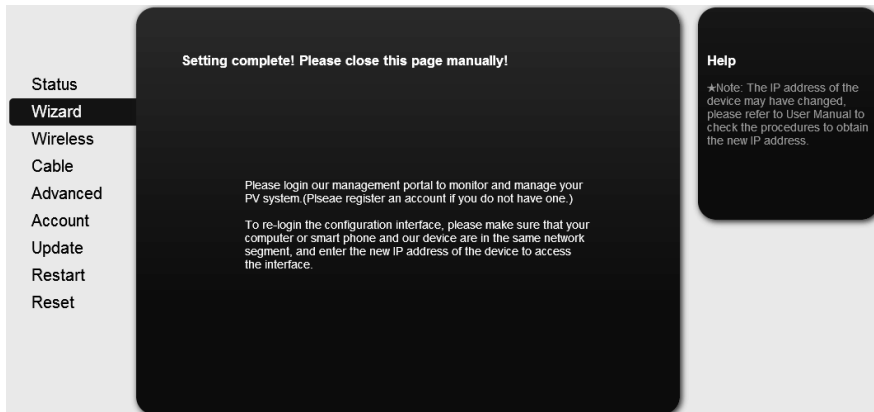 Status
Wizard
Wireless
Cable
Advanced
Account
Update
Restart
Reset
Setting complete! Please close this page manually!
Please login our management portal to monitor and manage your
PV system.(Plseae register an account if you do not have one.)
To re-login the configuration interface, please make sure that your
computer or smart phone and our device are in the same network
segment, and enter the new IP address of the device to access
the interface.
Help
★Note: The IP address of the
device may have changed,
please refer to User Manual to
check the procedures to obtain
the new IP address.